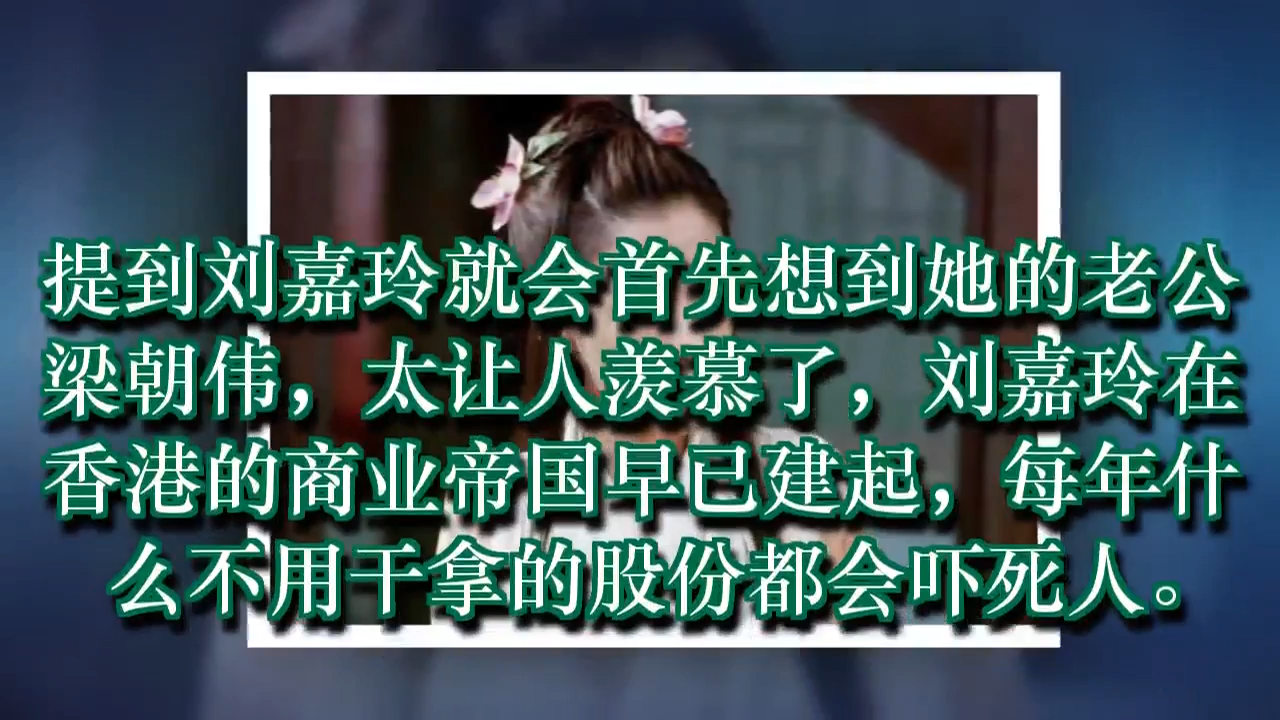 提到刘嘉玲就会首先想到她的老公
梁朝伟，太让人羡慕了，刘嘉玲在
香港的商业帝国早已建起，每年什
么不用干拿的股份都会吓死人。